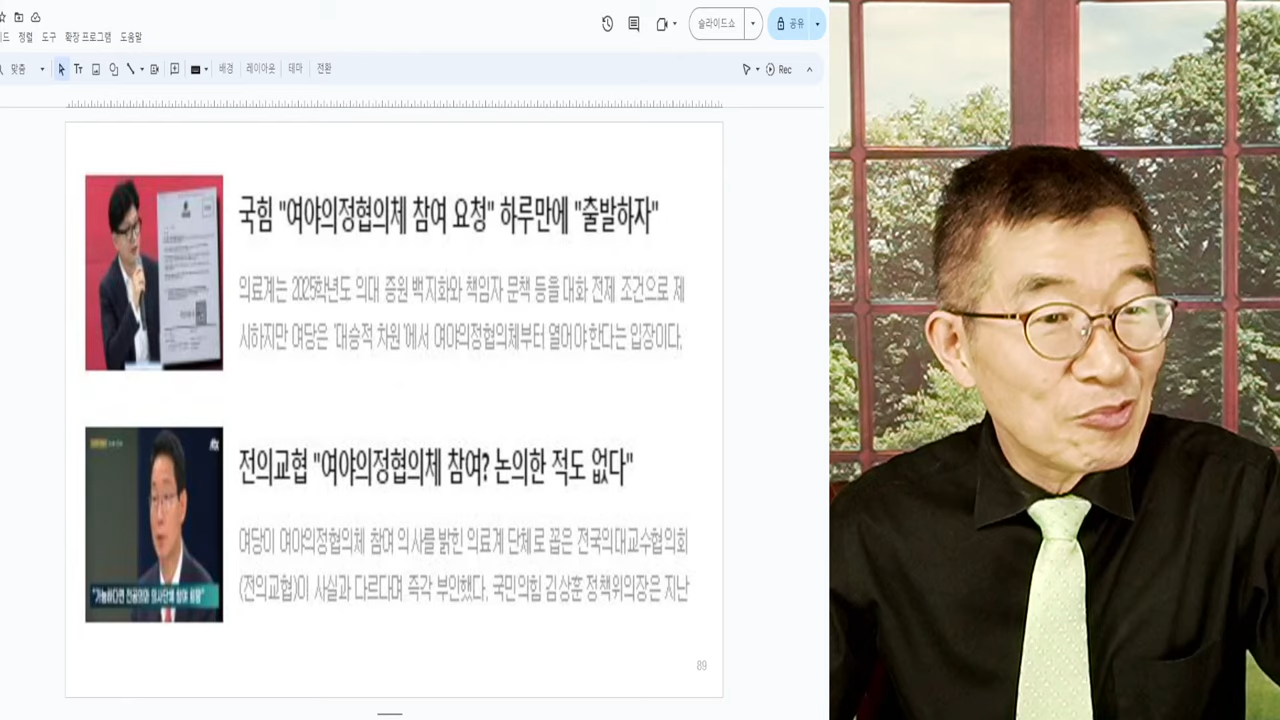 정렬 도구 확장 프로그램 도움말
슬라이드쇼
공유
맞춤
Tт
배경 레이아웃 테마 전환
Rec
국힘 "여야의정협의체 참여 요청" 하루만에 "출발하자"
의료계는 2025학년도 의대 증원 백지화와 책임자 문책 등을 대화 전제 조건으로 제
시하지만 여당은 '대승적 차원'에서 여야의정협의체부터 열어야 한다는 입장이다.
전의교협 "여야의정협의체 참여? 논의한 적도 없다"
여당이 여야의정협의체 참여 의사를 밝힌 의료계 단체로 꼽은 전국의대교수협의회
(전의교협)이 사실과 다르다며 즉각 부인했다. 국민의힘 김상훈 정책위의장은 지난
89